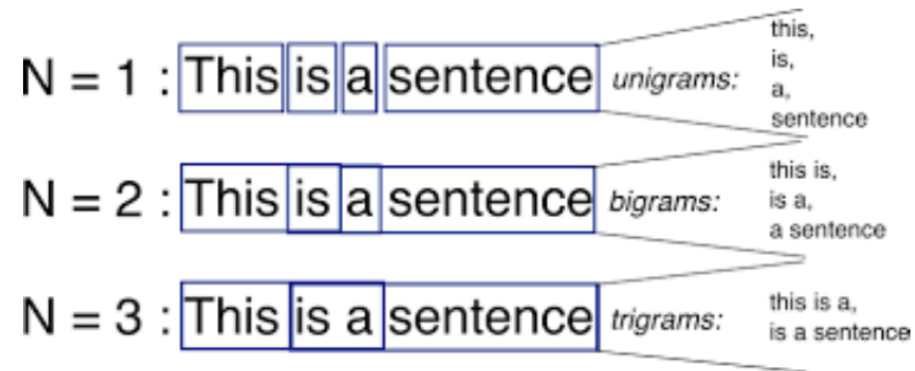 N = 1 : This is a sentence unigrams:
this,
is,
a,
sentence
N = 2 : This is a sentence bigrams:
this is,
is a,
a sentence
N = 3 : This is a sentence trigrams:
this is a,
is a sentence